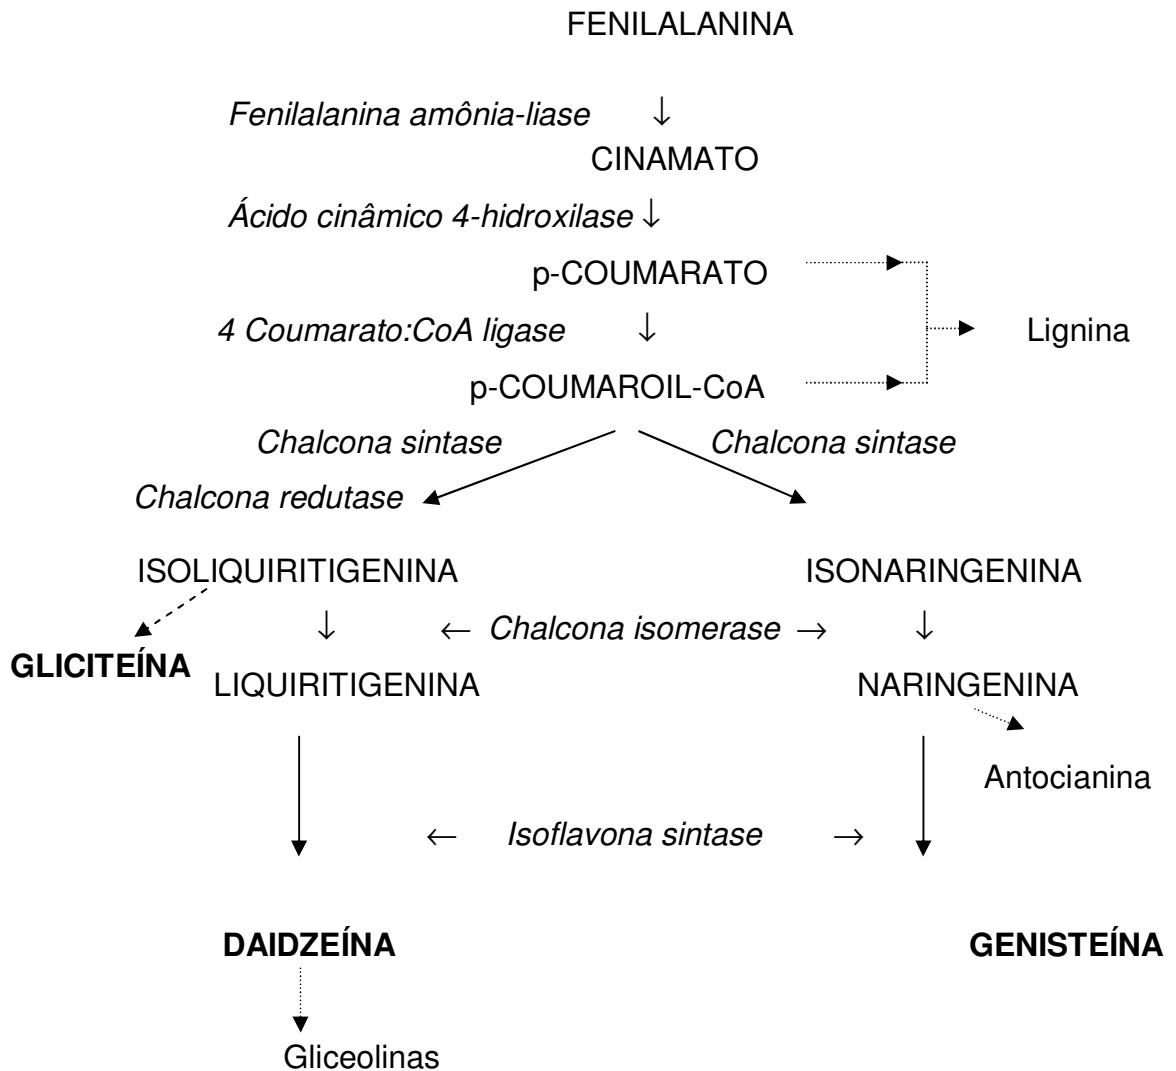 FENILALANINA
Fenilalanina amônia-liase ↓
CINAMATO
Ácido cinâmico 4-hidroxilase ↓
p-COUMARATO
4 Coumarato:CoA ligase ↓ Lignina
p-COUMAROIL-CoA
Chalcona sintase Chalcona sintase
Chalcona redutase
ISOLIQUIRITIGENINA ISONARINGENINA
↓ ← Chalcona isomerase → ↓
GLICITEÍNA LIQUIRITIGENINA NARINGENINA
Antocianina
← Isoflavona sintase →
DAIDZEÍNA GENISTEÍNA
Gliceolinas